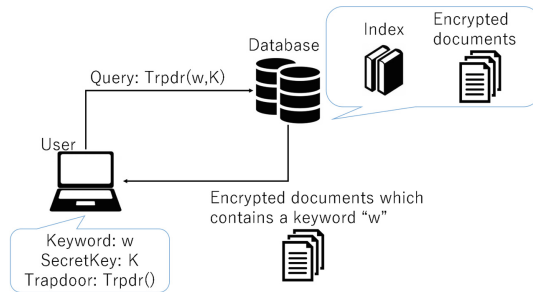 Database
Index
Encrypted
documents
Query: Trpdr(w,K)
User
Encrypted documents which
contains a keyword “w”
Keyword: w
SecretKey: K
Trapdoor: Trpdr()